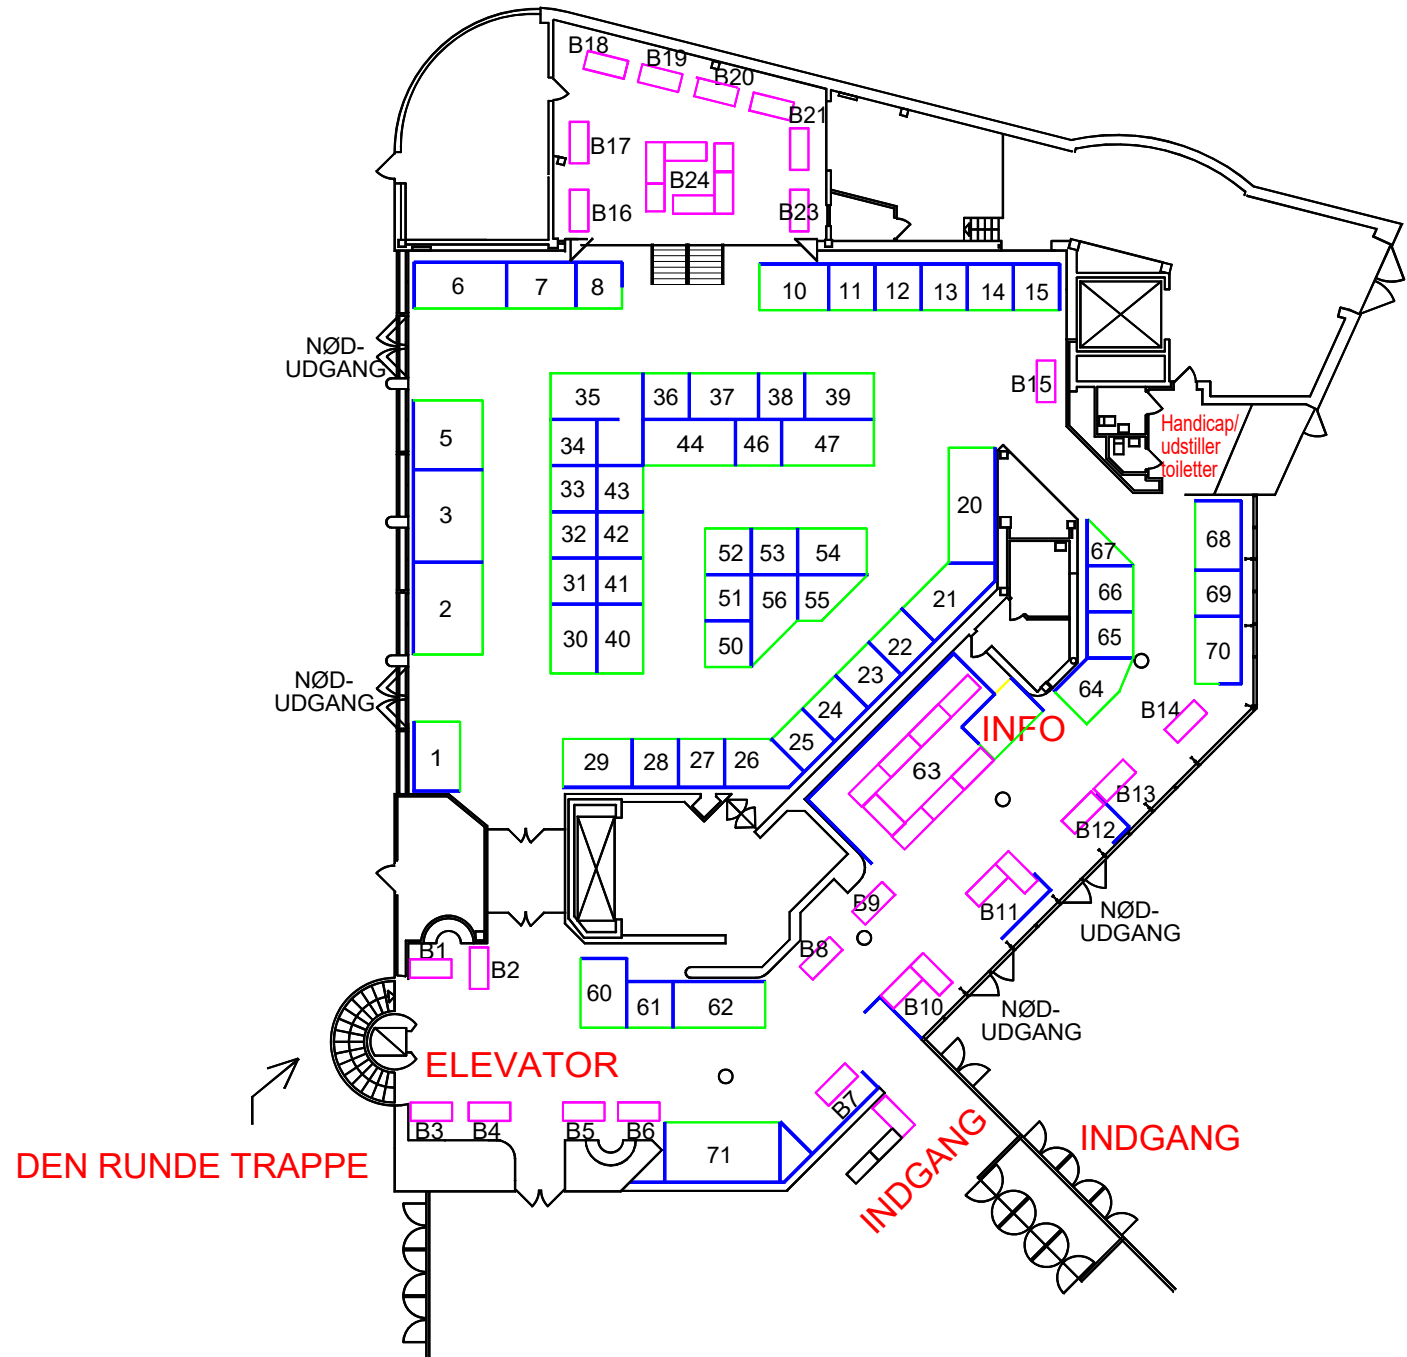 B18
B19
B20
B21
B17
B24
B16
B23
6
7
8
10
11
12
13
14
15
NØD-
UDGANG
B15
35
36
37
38
39
5
34
44
46
47
Handicap/
udstiller
toiletter
33
43
20
3
32
42
52
53
54
67
68
31
41
51
56
55
21
66
69
2
30
40
50
22
65
70
23
64
NØD-
UDGANG
24
B14
25
INFO
1
29
28
27
26
63
B13
B12
B9
B11
NØD-
UDGANG
B1
B2
B8
60
61
62
B10
NØD-
UDGANG
ELEVATOR
B7
B3
B4
B5
B6
71
INDGANG
INDGANG
DEN RUNDE TRAPPE